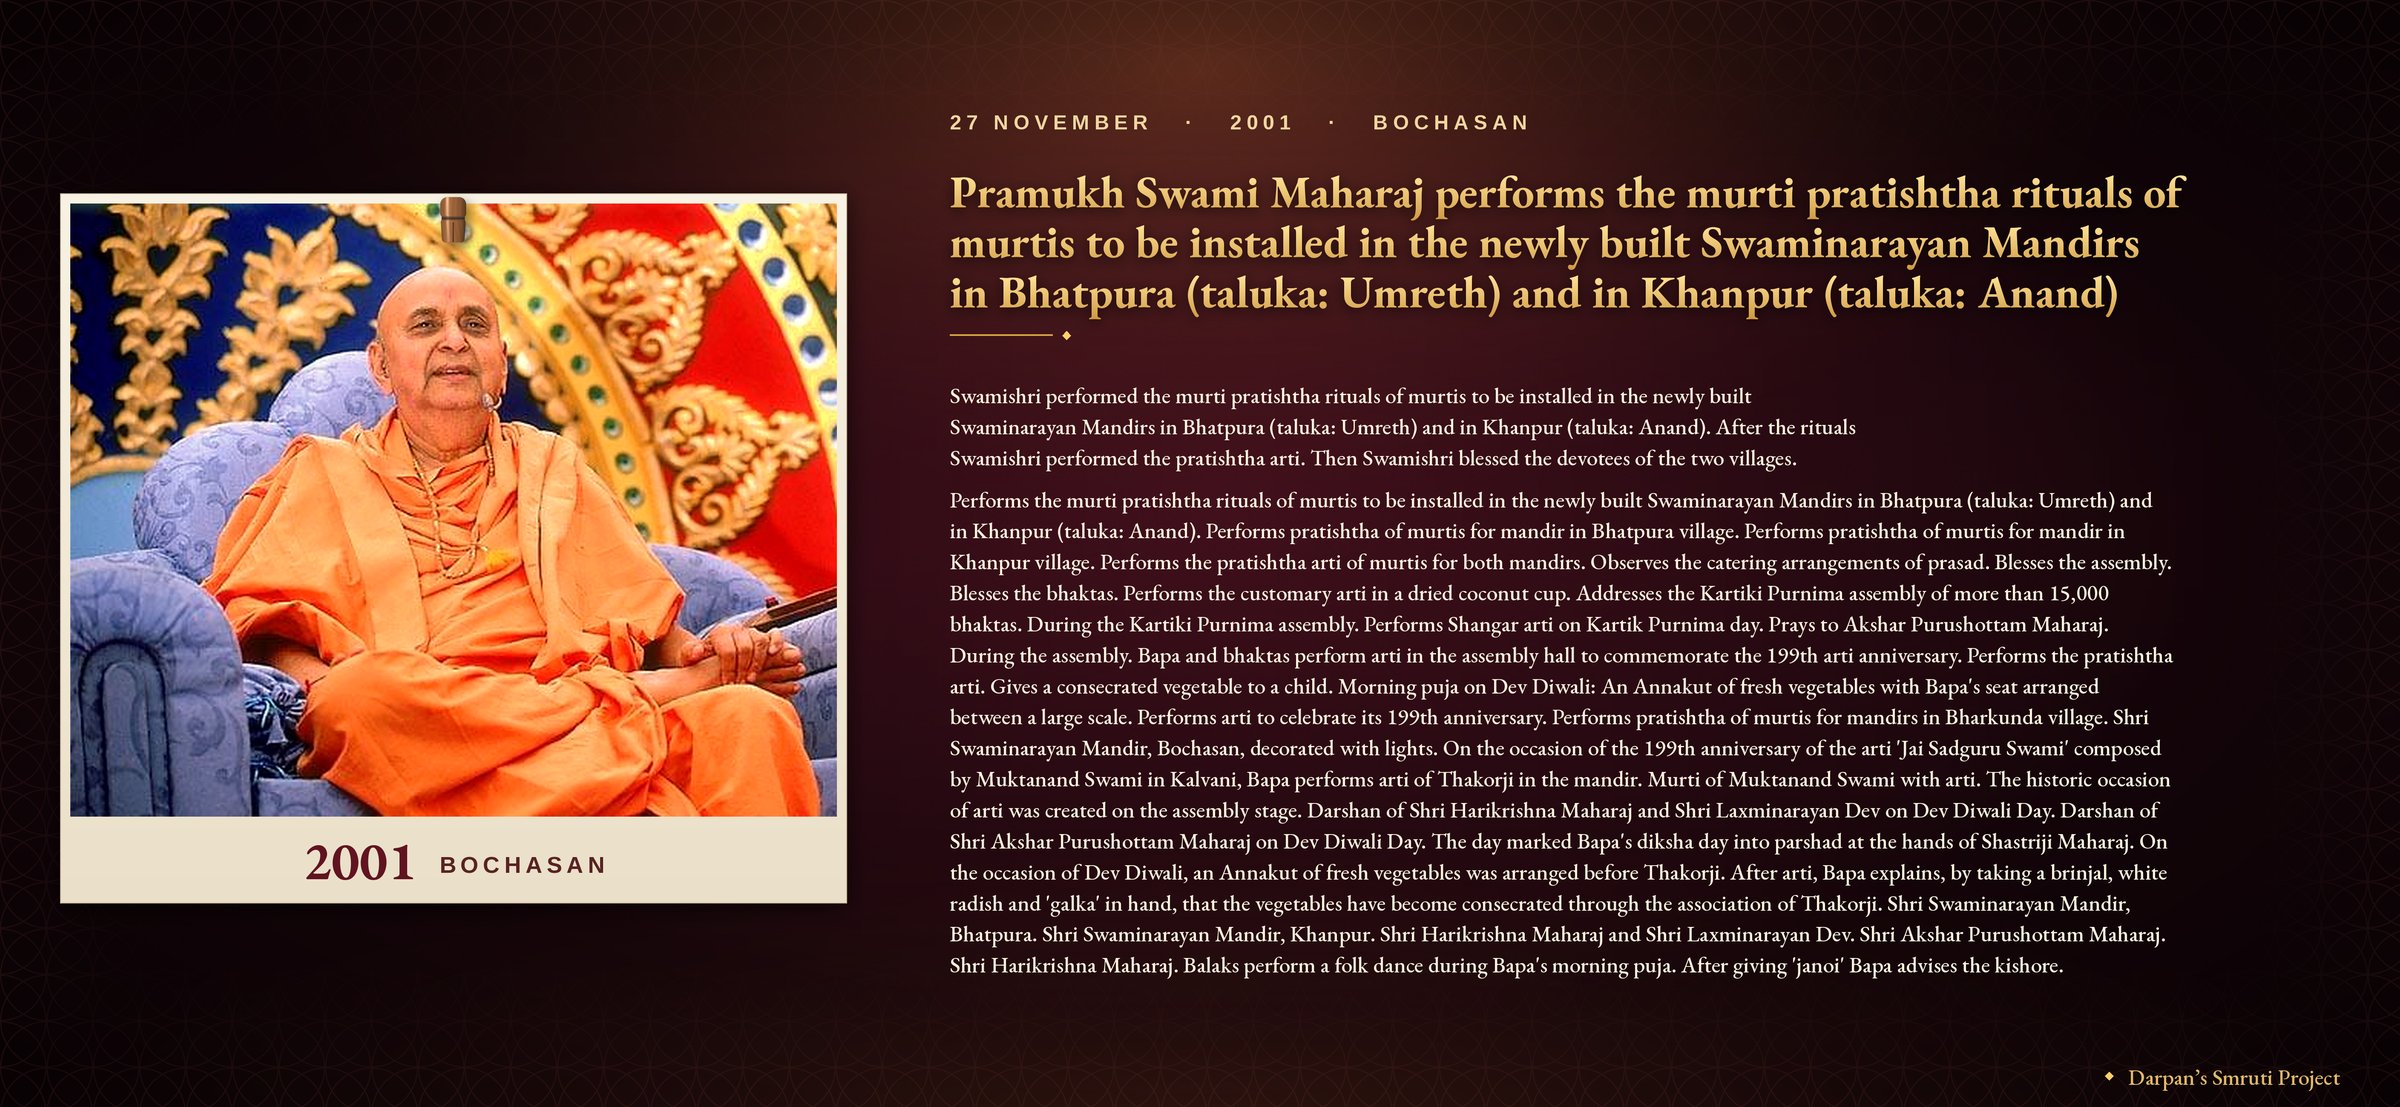 27 NOVEMBER · 2001 · BOCHASAN
Pramukh Swami Maharaj performs the murti pratishtha rituals of
murtis to be installed in the newly built Swaminarayan Mandirs
in Bhatpura (taluka: Umreth) and in Khanpur (taluka: Anand)
Swamishri performed the murti pratishtha rituals of murtis to be installed in the newly built
Swaminarayan Mandirs in Bhatpura (taluka: Umreth) and in Khanpur (taluka: Anand). After the rituals
Swamishri performed the pratishtha arti. Then Swamishri blessed the devotees of the two villages.
Performs the murti pratishtha rituals of murtis to be installed in the newly built Swaminarayan Mandirs in Bhatpura (taluka: Umreth) and
in Khanpur (taluka: Anand). Performs pratishtha of murtis for mandir in Bhatpura village. Performs pratishtha of murtis for mandir in
Khanpur village. Performs the pratishtha arti of murtis for both mandirs. Observes the catering arrangements of prasad. Blesses the assembly.
Blesses the bhaktas. Performs the customary arti in a dried coconut cup. Addresses the Kartiki Purnima assembly of more than 15,000
bhaktas. During the Kartiki Purnima assembly. Performs Shangar arti on Kartik Purnima day. Prays to Akshar Purushottam Maharaj.
During the assembly. Bapa and bhaktas perform arti in the assembly hall to commemorate the 199th arti anniversary. Performs the pratishtha
arti. Gives a consecrated vegetable to a child. Morning puja on Dev Diwali: An Annakut of fresh vegetables with Bapa's seat arranged
between a large scale. Performs arti to celebrate its 199th anniversary. Performs pratishtha of murtis for mandirs in Bharkunda village. Shri
Swaminarayan Mandir, Bochasan, decorated with lights. On the occasion of the 199th anniversary of the arti 'Jai Sadguru Swami' composed
by Muktanand Swami in Kalvani, Bapa performs arti of Thakorji in the mandir. Murti of Muktanand Swami with arti. The historic occasion
of arti was created on the assembly stage. Darshan of Shri Harikrishna Maharaj and Shri Laxminarayan Dev on Dev Diwali Day. Darshan of
Shri Akshar Purushottam Maharaj on Dev Diwali Day. The day marked Bapa's diksha day into parshad at the hands of Shastriji Maharaj. On
the occasion of Dev Diwali, an Annakut of fresh vegetables was arranged before Thakorji. After arti, Bapa explains, by taking a brinjal, white
radish and 'galka' in hand, that the vegetables have become consecrated through the association of Thakorji. Shri Swaminarayan Mandir,
Bhatpura. Shri Swaminarayan Mandir, Khanpur. Shri Harikrishna Maharaj and Shri Laxminarayan Dev. Shri Akshar Purushottam Maharaj.
Shri Harikrishna Maharaj. Balaks perform a folk dance during Bapa's morning puja. After giving 'janoi' Bapa advises the kishore.
2001 BOCHASAN
Darpan’s Smruti Project